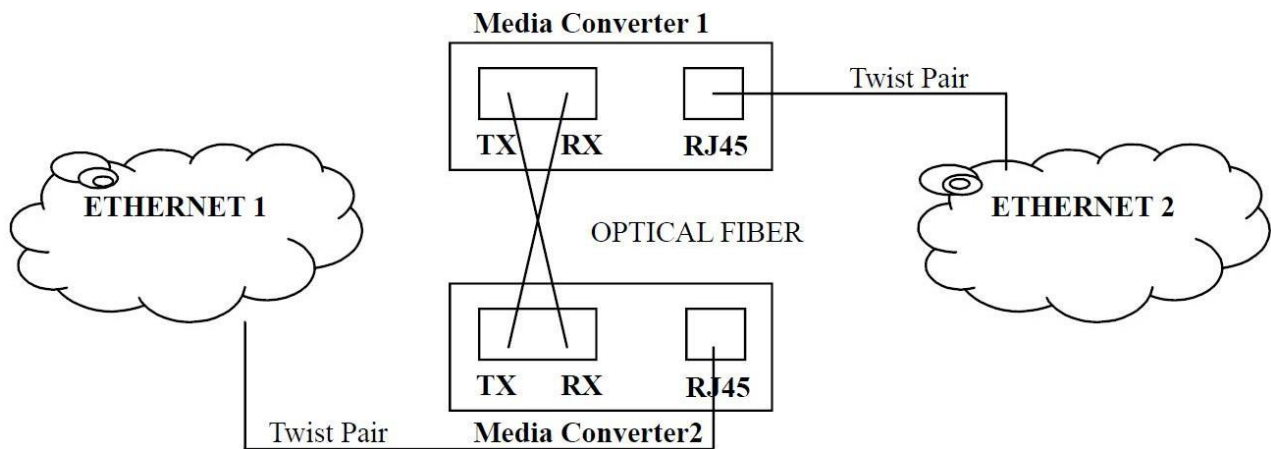 Media Converter 1
Twist Pair
TX RX RJ45
ETHERNET 1
ETHERNET 2
OPTICAL FIBER
TX RX RJ45
Twist Pair
Media Converter2